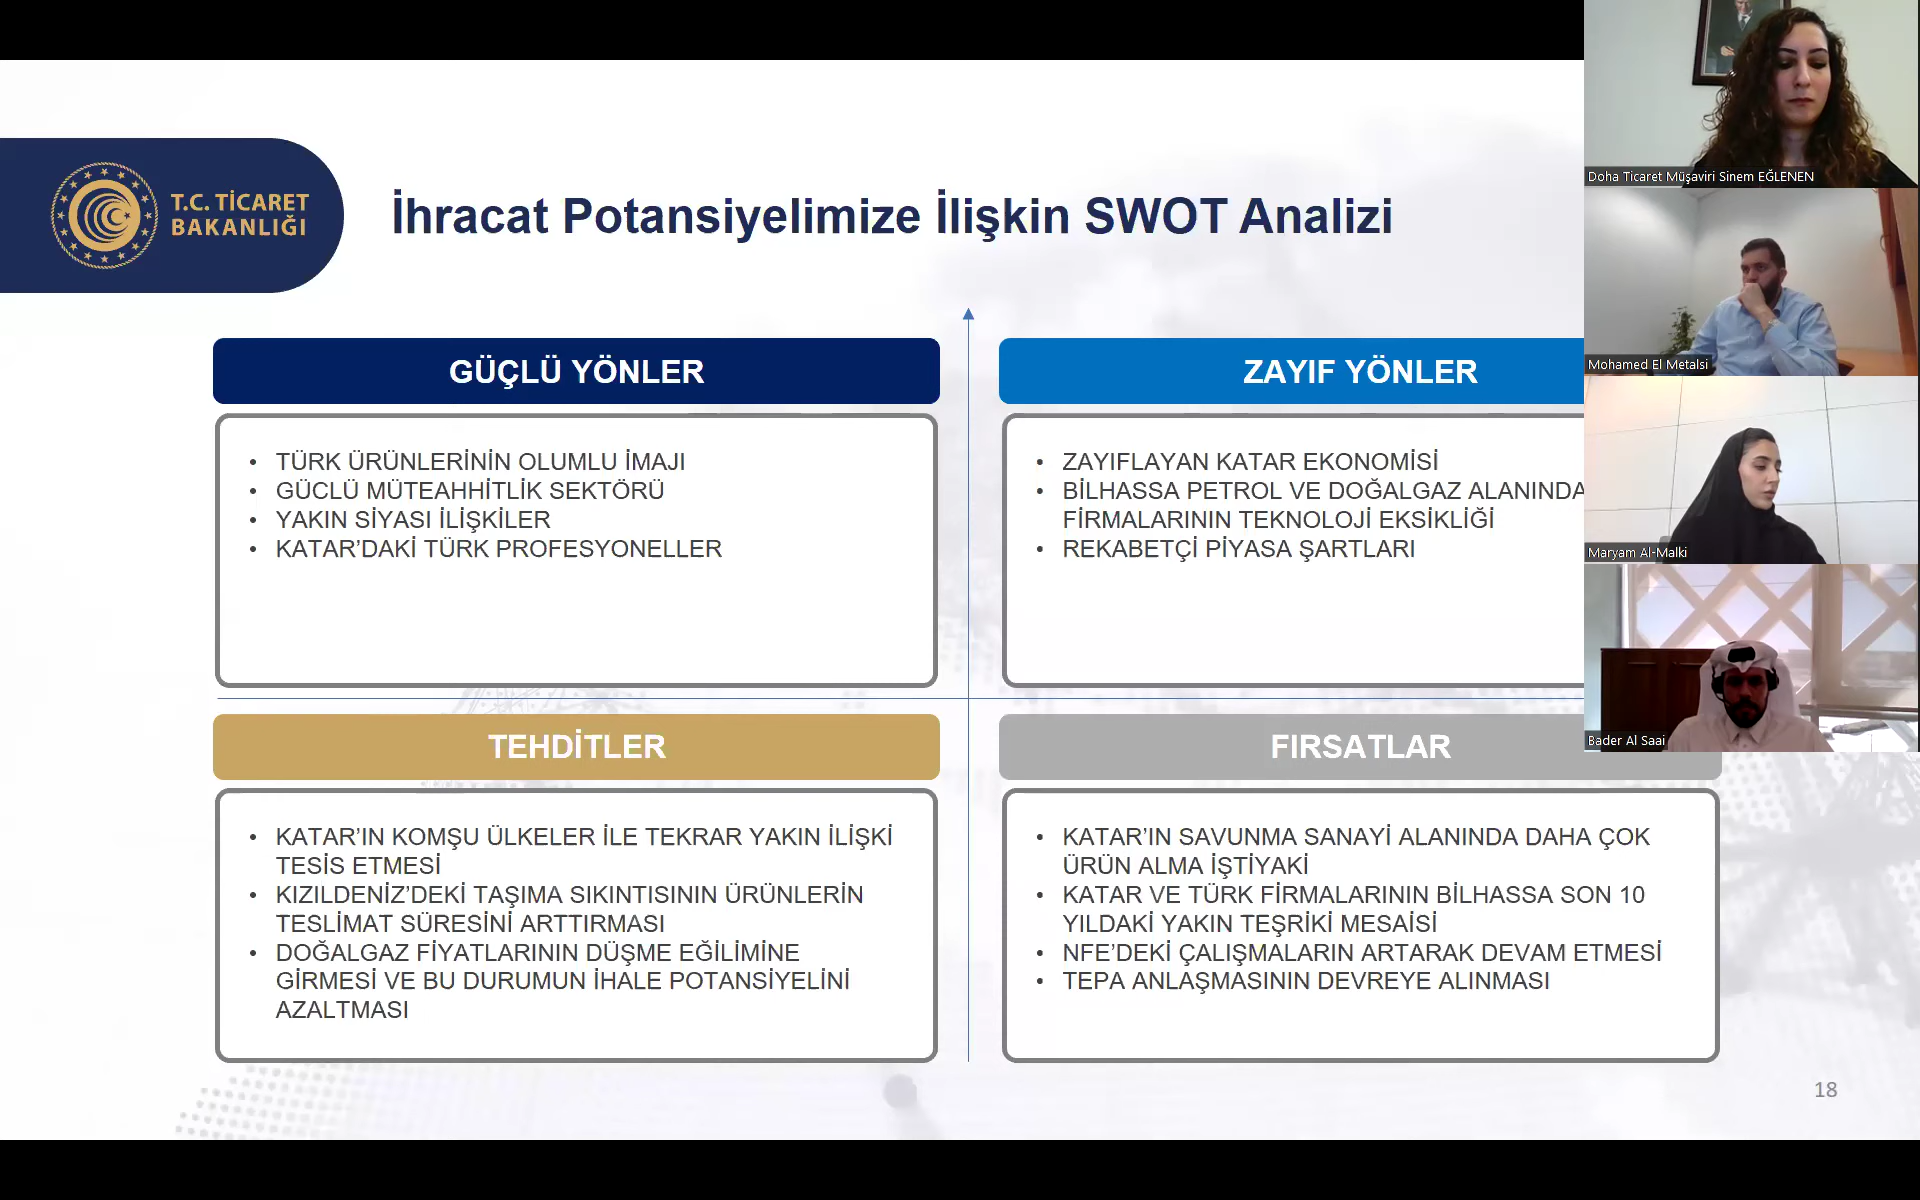 T.C. TİCARET
BAKANLIĞI
İhracat Potansiyelimize İlişkin SWOT Analizi
GÜÇLÜ YÖNLER
• TÜRK ÜRÜNLERİNİN OLUMLU İMAJI
• GÜCLÜ MÜTEAHHİTLİK SEKTÖRÜ
• YAKIN SİYASI İLİŞKİLER
• KATAR’DAKİ TÜRK PROFESYONELLER
ZAYIF YÖNLER
• ZAYIFLAYAN KATAR EKONOMİSİ
• BİLHASSA PETROL VE DOĞALGAZ ALANINDA
FİRMALARININ TEKNOLOJİ EKSİKLİĞİ
• REKABETÇİ PİYASA ŞARTLARI
TEHDİTLER
• KATAR’IN KOMŞU ÜLKELER İLE TEKRAR YAKIN İLİŞKİ
TESİS ETMESİ
• KIZILDENİZ’DEKİ TAŞIMA SIKINTISININ ÜRÜNLERİN
TESLİMAT SÜRESİNİ ARTTIRMASI
• DOĞALGAZ FİYATLARININ DÜŞME EĞİLİMİNE
GİRMESİ VE BU DURUMUN İHALE POTANSİYELİNİ
AZALTMASI
FIRSATLAR
• KATAR’IN SAVUNMA SANAYİ ALANINDA DAHA ÇOK
ÜRÜN ALMA İŞTİYAKİ
• KATAR VE TÜRK FİRMALARININ BİLHASSA SON 10
YILDAKİ YAKIN TEŞRİKİ MESAİSİ
• NFE’DEKİ ÇALIŞMALARIN ARTARAK DEVAM ETMESİ
• TEPA ANLAŞMASININ DEVREYE ALINMASI
18
Doha Ticaret Müşaviri Sinem EĞLENEN
Mohamed El Metalsi
Maryam Al-Malki
Bader Al Saai